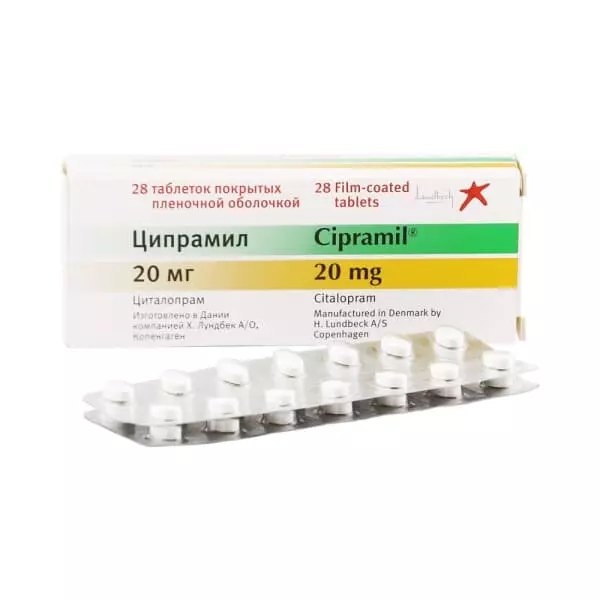 28 таблеток покрытых
пленочной оболочкой
28 Film-coated
tablets
Lundbeck
Ципрамил
Cipramil®
20 мг
20 mg
Циталопрам
Изготовлено в Дании
компанией Х. Лундбек А/О,
Копенгаген
Citalopram
Manufactured in Denmark by
H. Lundbeck A/S
Copenhagen